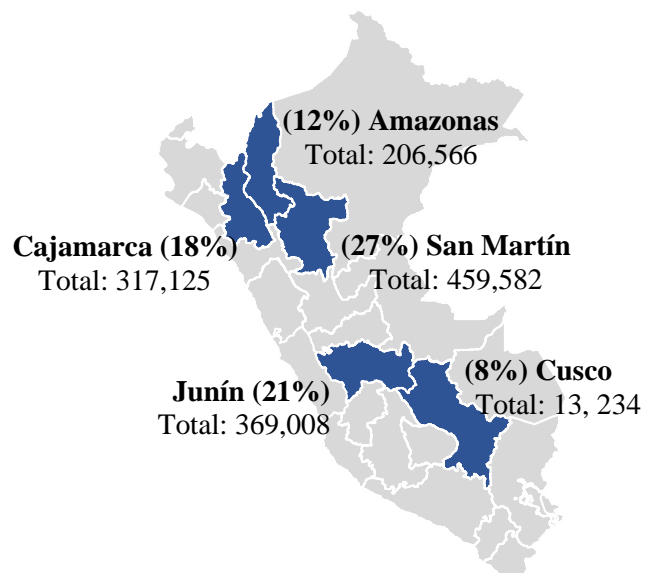 (12%) Amazonas
Total: 206,566
Cajamarca (18%)
Total: 317,125
(27%) San Martín
Total: 459,582
Junín (21%)
Total: 369,008
(8%) Cusco
Total: 13, 234